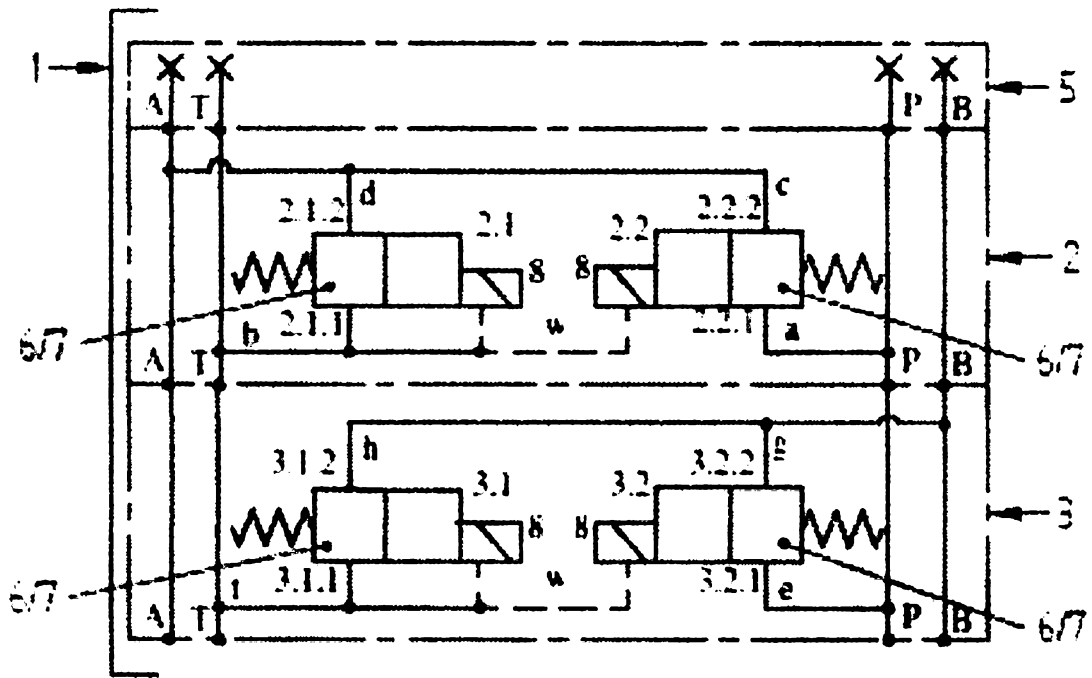 1
5
A T P B
d c
2.1.2 2.1 2.2 2.2.2
2
8 8
b 2.1.1 2.2.1 a
6/7 6/7
A T P B
h
3.1.2 3.1 3.2 3.2.2
3
8 8
3.1.1 3.2.1 e
6/7 6/7
A T P B